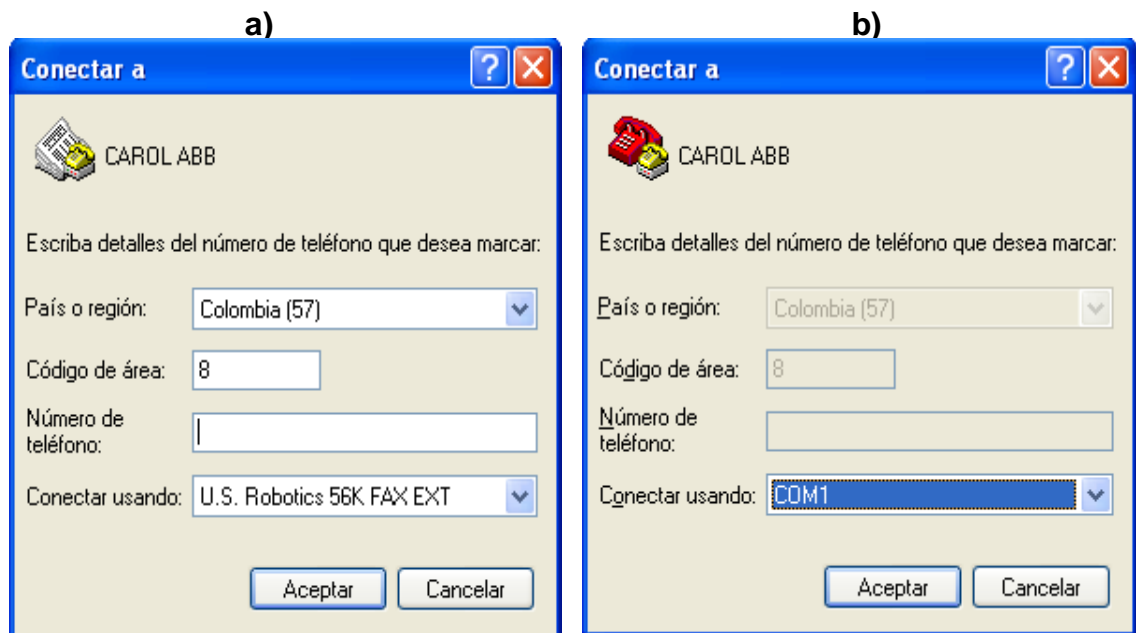 a)
Conectar a
CAROL ABB
Escriba detalles del número de teléfono que desea marcar:
País o región:
Colombia (57)
Código de área:
8
Número de
teléfono:
Conectar usando:
U.S. Robotics 56K FAX EXT
Aceptar
Cancelar
b)
Conectar a
CAROL ABB
Escriba detalles del número de teléfono que desea marcar:
País o región:
Colombia (57)
Código de área:
8
Número de
teléfono:
Conectar usando:
COM1
Aceptar
Cancelar